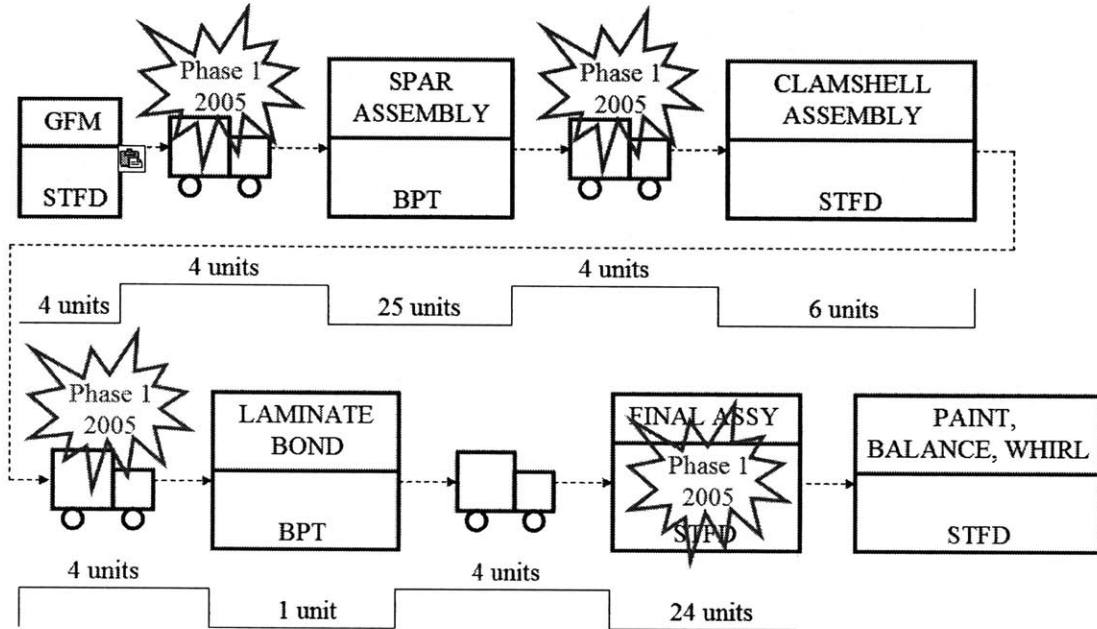 Phase 1
2005
SPAR
ASSEMBLY
Phase 1
2005
CLAMSHELL
ASSEMBLY
GFM
STFD
BPT
STFD
4 units
4 units
4 units
25 units
6 units
Phase 1
2005
LAMINATE
BOND
FINAL ASSY
PAINT,
BALANCE, WHIRL
Phase 1
2005
BPT
STFD
STFD
4 units
4 units
1 unit
24 units